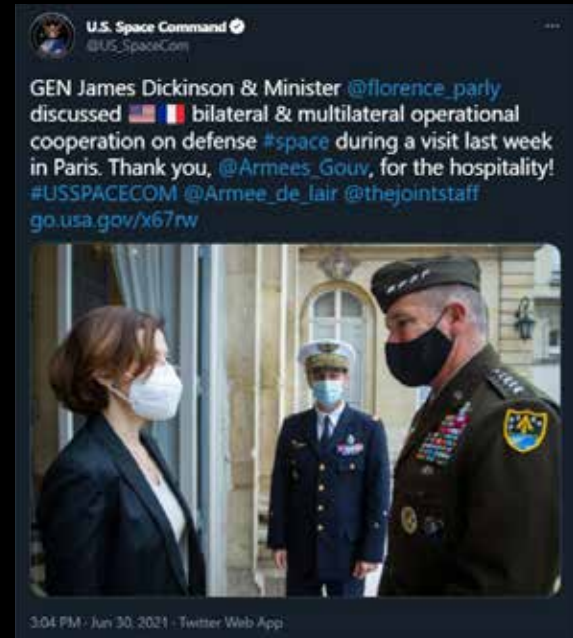 U.S. Space Command
@US_SpaceCom
GEN James Dickinson & Minister @florence_parly
discussed 🇺🇸🇫🇷 bilateral & multilateral operational
cooperation on defense #space during a visit last week
in Paris. Thank you, @Armees_Gouv, for the hospitality!
#USSPACECOM @Armee_de_lair @thejointstaff
go.usa.gov/x67rw
3:04 PM · Jun 30, 2021 · Twitter Web App